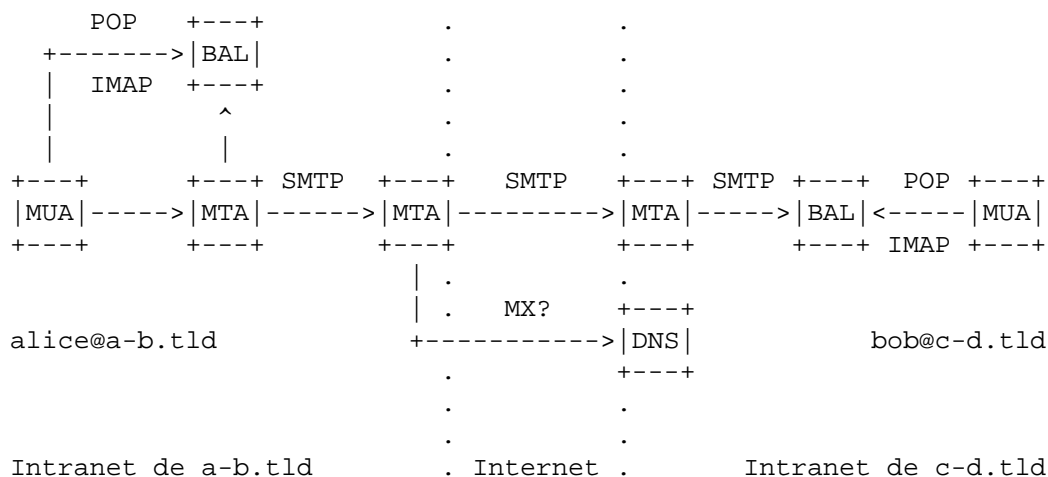 POP +---+ . .
+------->|BAL| . .
| IMAP +---+ . .
| ^ . .
| | . .
+---+ +---+ SMTP +---+ SMTP +---+ SMTP +---+ POP +---+
|MUA|----->|MTA|------>|MTA|--------->|MTA|----->|BAL|<-----|MUA|
+---+ +---+ +---+ +---+ +---+ IMAP +---+
| . .
| . MX? +---+
alice@a-b.tld +----------->|DNS| bob@c-d.tld
. +---+
. .
. .
Intranet de a-b.tld . Internet . Intranet de c-d.tld